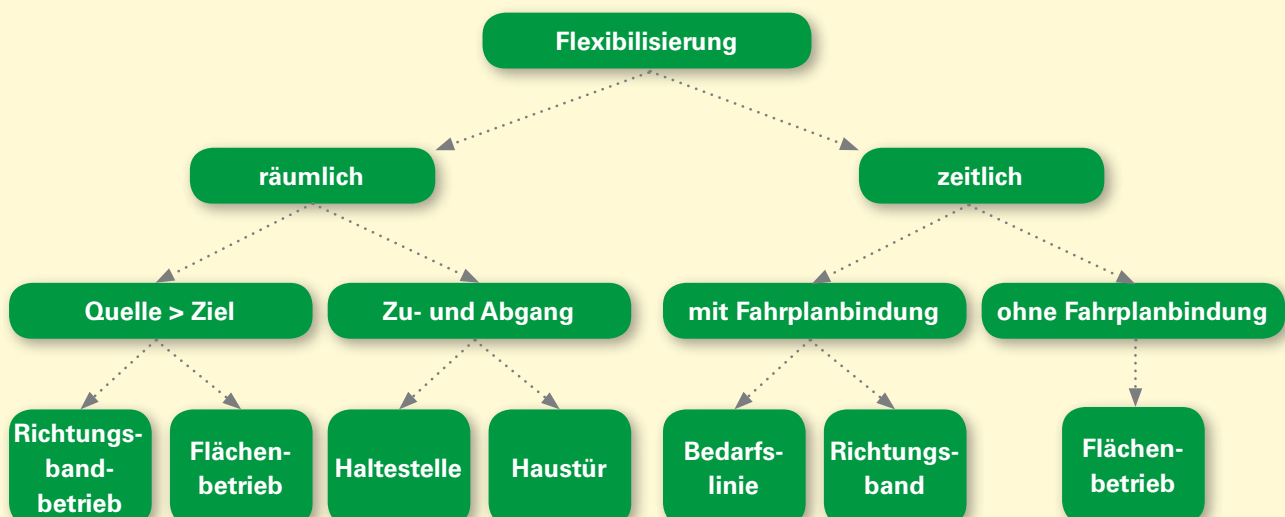 Flexibilisierung
räumlich
zeitlich
Quelle > Ziel
Zu- und Abgang
mit Fahrplanbindung
ohne Fahrplanbindung
Richtungs-
band-
betrieb
Flächen-
betrieb
Haltestelle
Haustür
Bedarfs-
linie
Richtungs-
band
Flächen-
betrieb